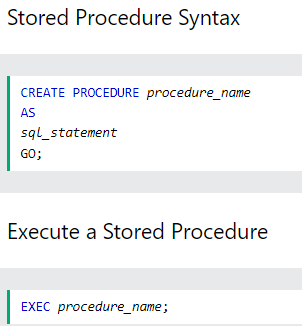 Stored Procedure Syntax
CREATE PROCEDURE procedure_name
AS
sql_statement
GO;
Execute a Stored Procedure
EXEC procedure_name;